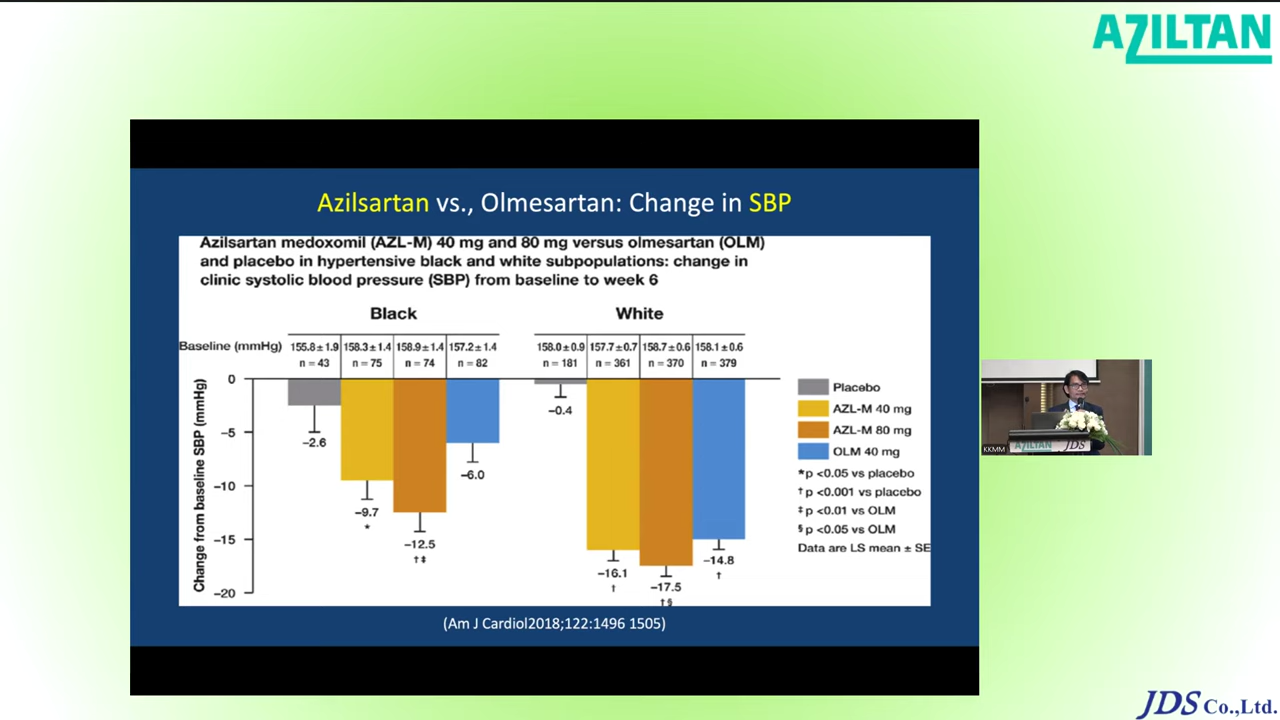 AZILTAN
Azilsartan vs., Olmesartan: Change in SBP
Azilsartan medoxomil (AZL-M) 40 mg and 80 mg versus olmesartan (OLM)
and placebo in hypertensive black and white subpopulations: change in
clinic systolic blood pressure (SBP) from baseline to week 6
Black White
Baseline (mmHg) 155.8±1.9 158.3±1.4 158.9±1.4 157.2±1.4 158.0±0.9 157.7±0.7 158.7±0.6 158.1±0.6
n = 43 n = 75 n = 74 n = 82 n = 181 n = 361 n = 370 n = 379
Change from baseline SBP (mmHg)
0
−5
−10
−15
−20
−2.6
−9.7
*
−12.5
†‡
−6.0
−0.4
−16.1
†
−17.5
†§
−14.8
†
Placebo
AZL-M 40 mg
AZL-M 80 mg
OLM 40 mg
*p <0.05 vs placebo
†p <0.001 vs placebo
‡p <0.01 vs OLM
§p <0.05 vs OLM
Data are LS mean ± SE
(Am J Cardiol2018;122:1496 1505)
KKMM
AZILTAN JDS
JDS Co.,Ltd.